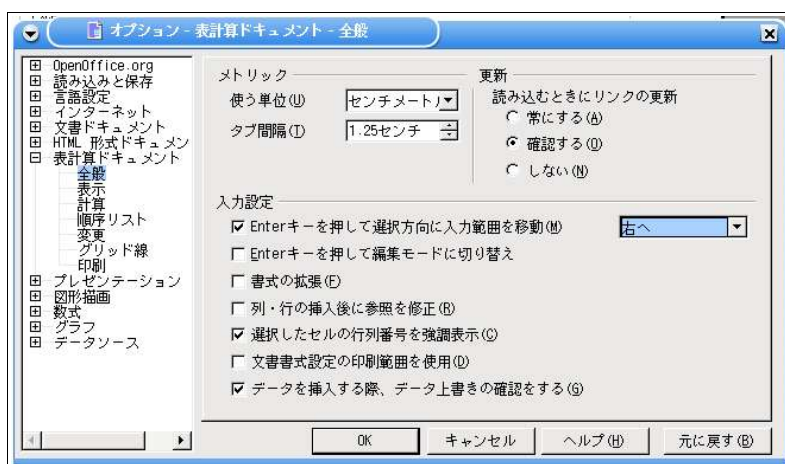 オプション - 表計算ドキュメント - 全般
OpenOffice.org
読み込みと保存
言語設定
インターネット
文書ドキュメント
HTML 形式ドキュメン
表計算ドキュメント
全般
表示
計算
順序リスト
変更
グリッド線
印刷
プレゼンテーション
図形描画
数式
グラフ
データソース
メトリック
使う単位(U) センチメート
タブ間隔(T) 1.25センチ
更新
読み込むときにリンクの更新
常にする(A)
確認する(O)
しない(N)
入力設定
Enterキーを押して選択方向に入力範囲を移動(M) 右へ
Enterキーを押して編集モードに切り替え
書式の拡張(F)
列・行の挿入後に参照を修正(R)
選択したセルの行列番号を強調表示(C)
文書書式設定の印刷範囲を使用(D)
データを挿入する際、データ上書きの確認をする(G)
OK キャンセル ヘルプ(H) 元に戻す(B)